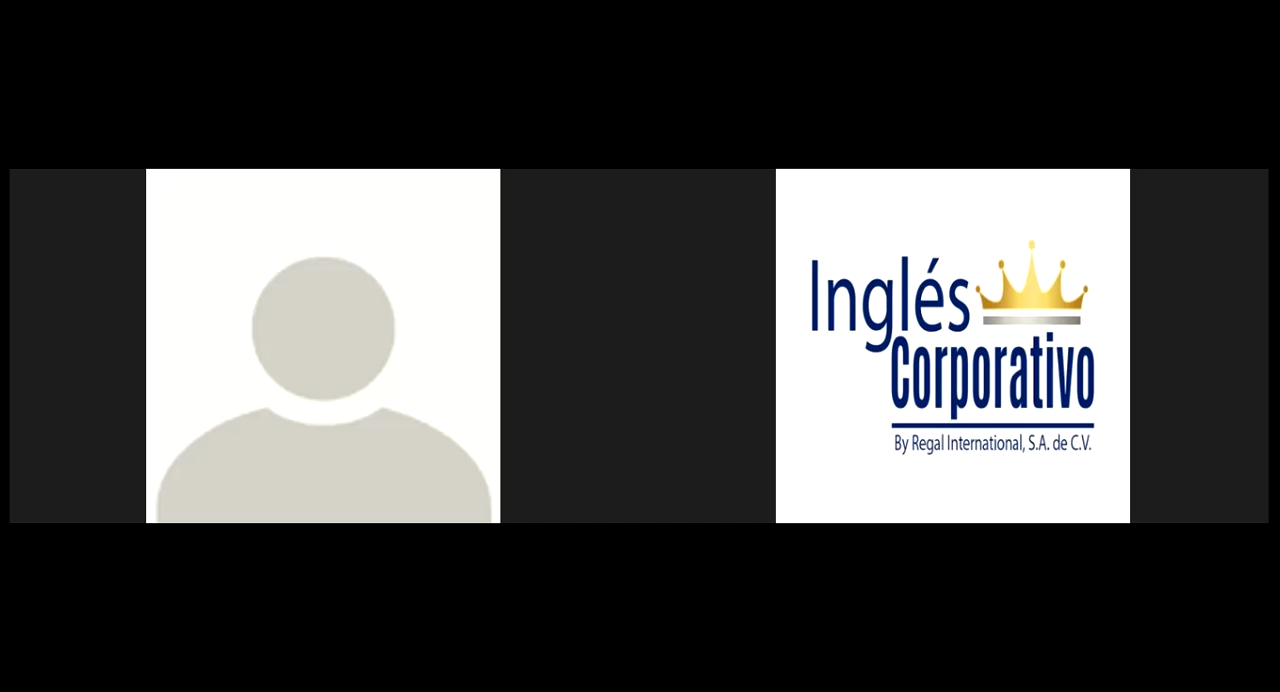 Inglés
Corporativo
By Regal International, S.A. de C.V.